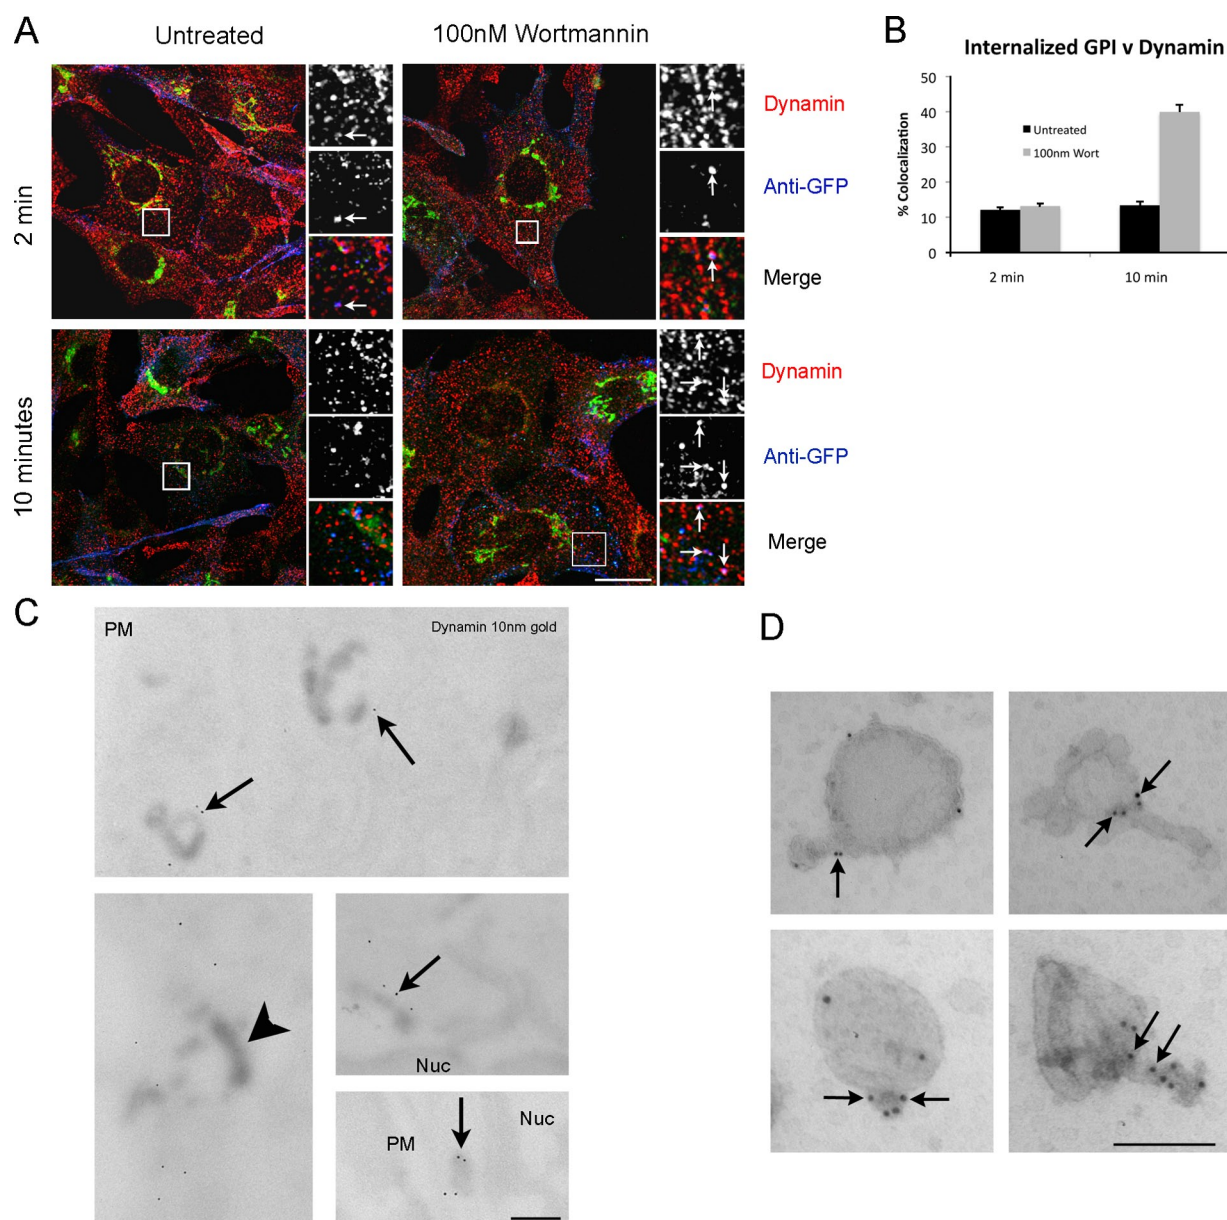 A
Untreated
100nM Wortmannin
2 min
Dynamin
Anti-GFP
Merge
10 minutes
Dynamin
Anti-GFP
Merge
B
Internalized GPI v Dynamin
% Colocalization
50
40
30
20
10
0
Untreated
100nm Wort
2 min
10 min
C
PM
Dynamin 10nm gold
Nuc
PM
Nuc
D